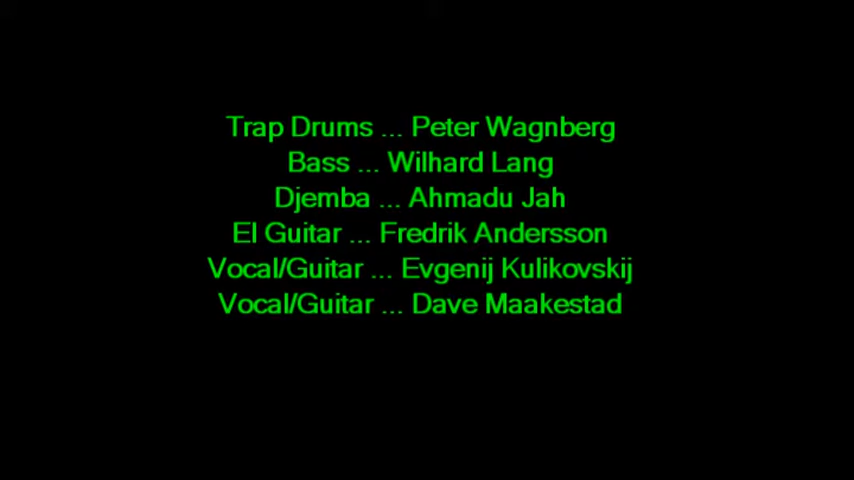 Trap Drums ... Peter Wagnberg
Bass ... Wilhard Lang
Djemba ... Ahmadu Jah
El Guitar ... Fredrik Andersson
Vocal/Guitar ... Evgenij Kulikovskij
Vocal/Guitar ... Dave Maakestad